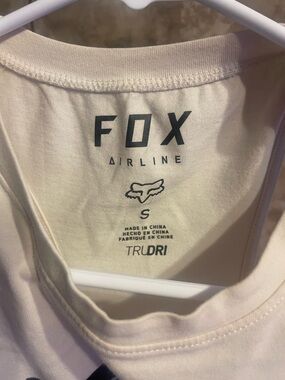 FOX
AIRLINE
S
MADE IN CHINA
HECHO EN CHINA
FABRIQUÉ EN CHINE
TRUDRI